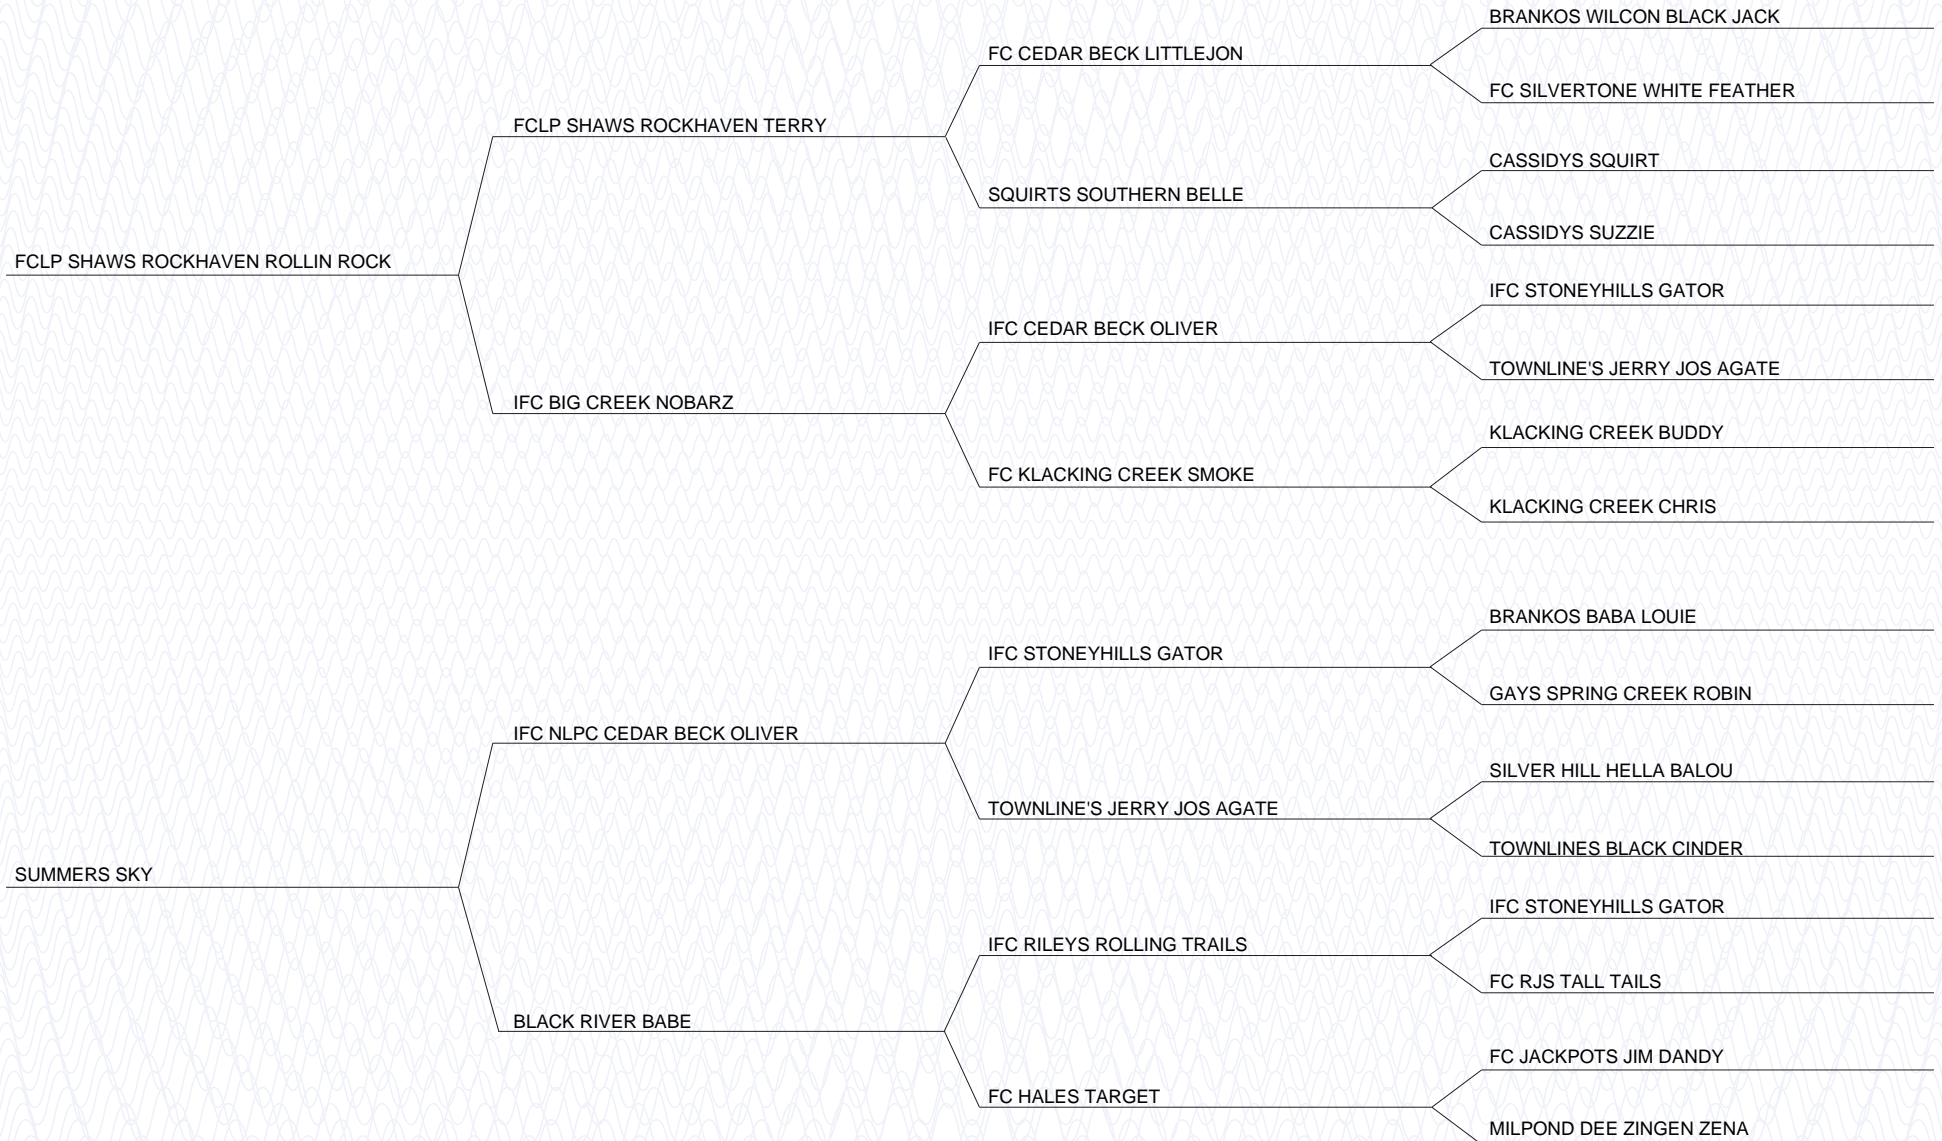 BRANKOS WILCON BLACK JACK
FC CEDAR BECK LITTLEJON
FC SILVERTONE WHITE FEATHER
FCLP SHAWS ROCKHAVEN TERRY
CASSIDYS SQUIRT
SQUIRTS SOUTHERN BELLE
CASSIDYS SUZZIE
FCLP SHAWS ROCKHAVEN ROLLIN ROCK
IFC STONEYHILLS GATOR
IFC CEDAR BECK OLIVER
TOWNLINE'S JERRY JOS AGATE
IFC BIG CREEK NOBARZ
KLACKING CREEK BUDDY
FC KLACKING CREEK SMOKE
KLACKING CREEK CHRIS
BRANKOS BABA LOUIE
IFC STONEYHILLS GATOR
GAYS SPRING CREEK ROBIN
IFC NLPC CEDAR BECK OLIVER
SILVER HILL HELLA BALOU
TOWNLINE'S JERRY JOS AGATE
TOWNLINES BLACK CINDER
SUMMERS SKY
IFC STONEYHILLS GATOR
IFC RILEYS ROLLING TRAILS
FC RJS TALL TAILS
BLACK RIVER BABE
FC JACKPOTS JIM DANDY
FC HALES TARGET
MILPOND DEE ZINGEN ZENA